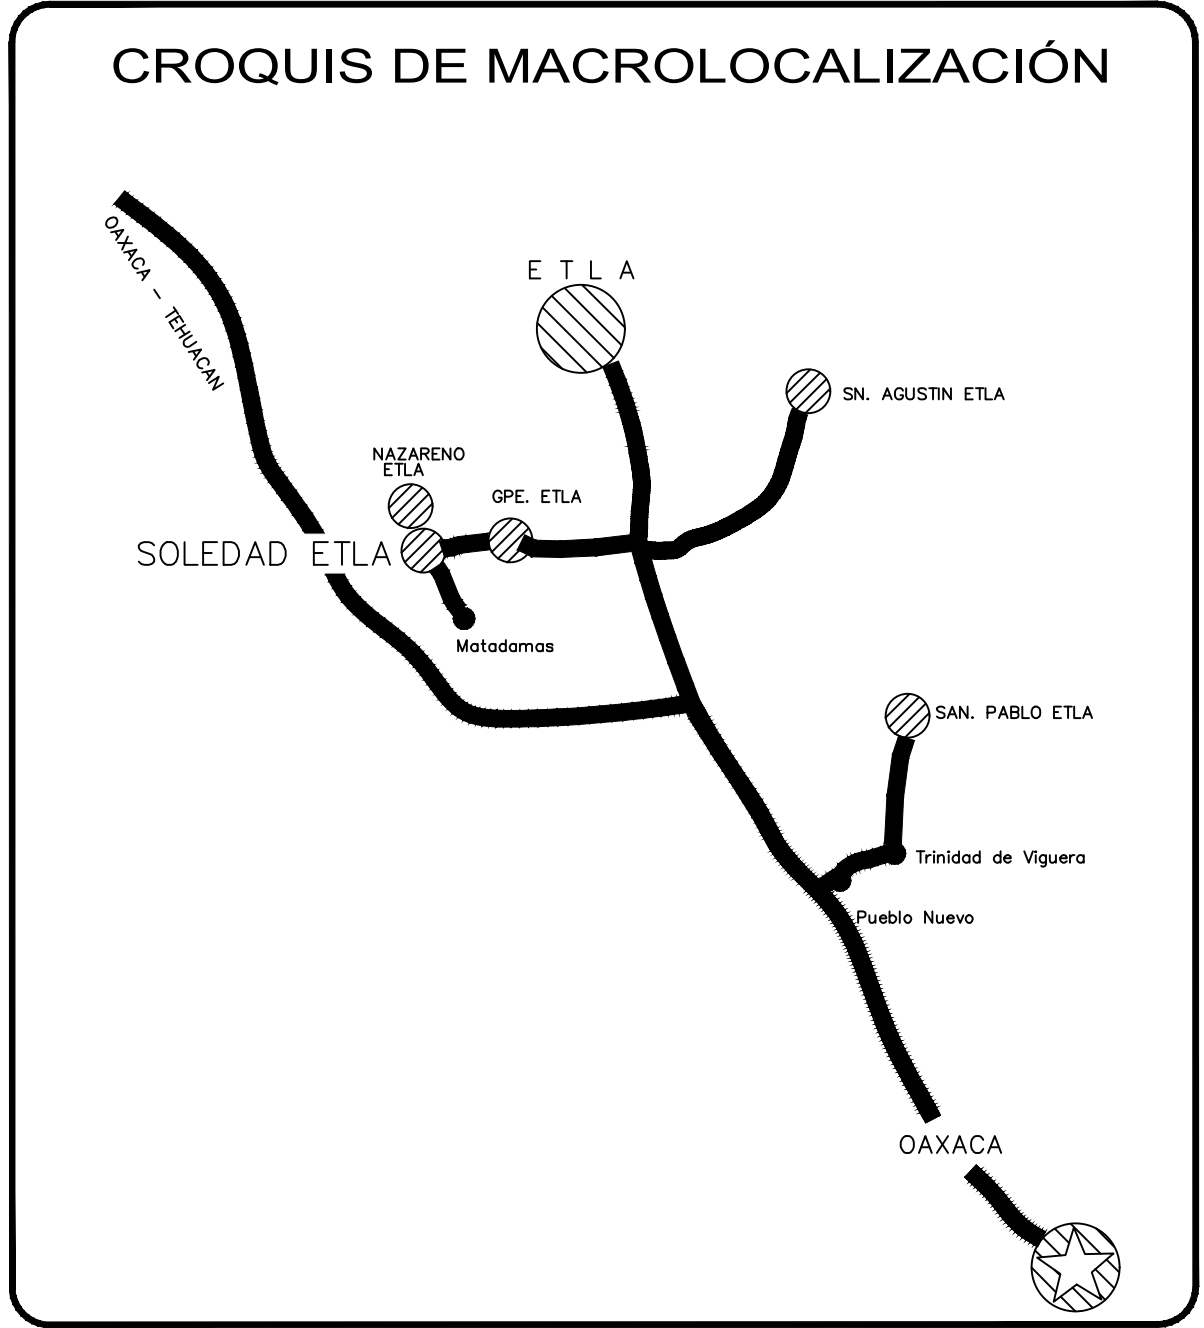 CROQUIS DE MACROLOCALIZACIÓN
OAXACA - TEHUACAN
E T L A
SN. AGUSTIN ETLA
NAZARENO
ETLA
GPE. ETLA
SOLEDAD ETLA
Matadamas
SAN. PABLO ETLA
Trinidad de Viguera
Pueblo Nuevo
OAXACA